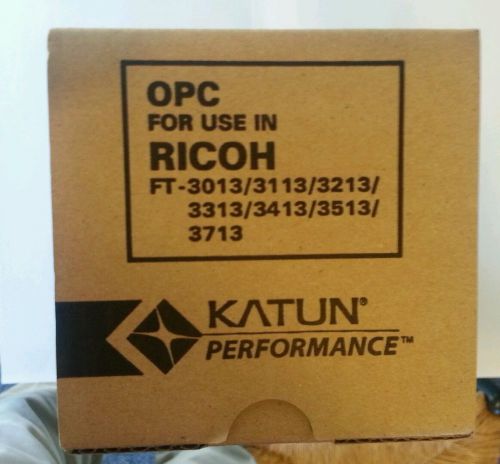 OPC
FOR USE IN
RICOH
FT-3013/3113/3213/
3313/3413/3513/
3713
KATUN®
PERFORMANCE™